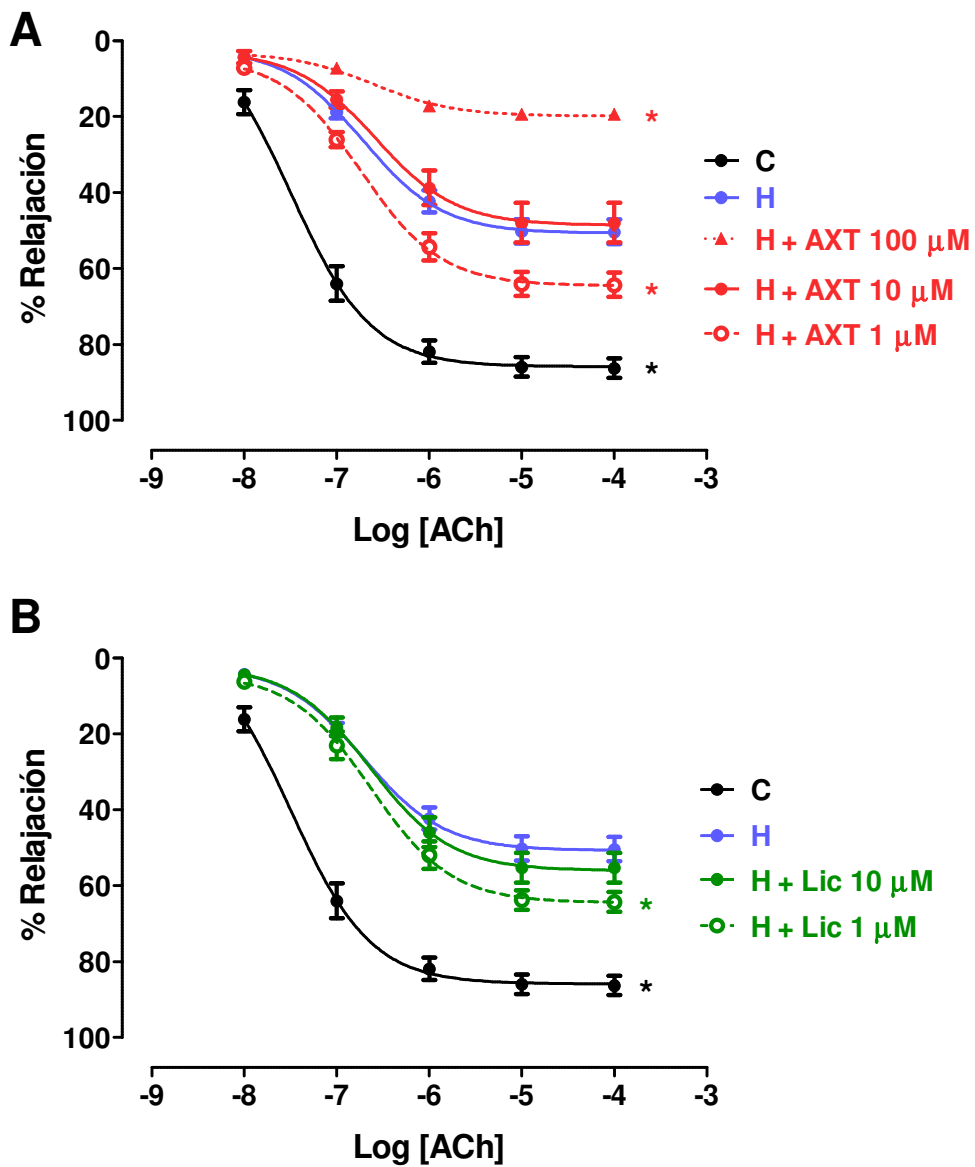 A
0
20
40
60
80
100
% Relajación
-9 -8 -7 -6 -5 -4 -3
Log [ACh]
*
*
*
C
H
H + AXT 100 μM
H + AXT 10 μM
H + AXT 1 μM
B
0
20
40
60
80
100
% Relajación
-9 -8 -7 -6 -5 -4 -3
Log [ACh]
*
*
C
H
H + Lic 10 μM
H + Lic 1 μM